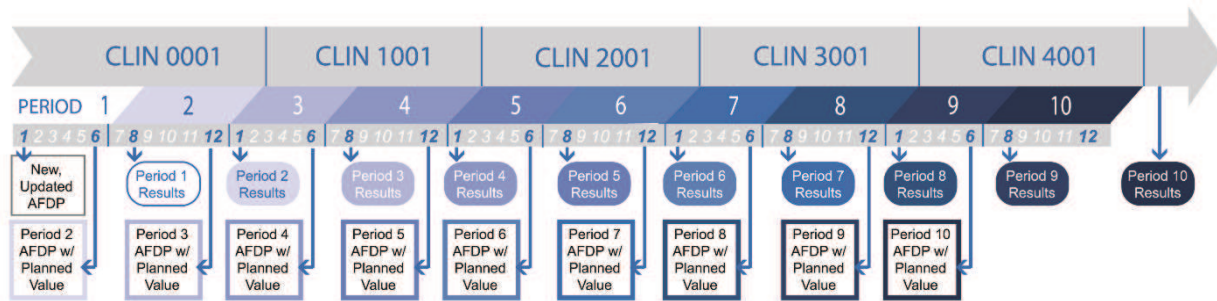 CLIN 0001 CLIN 1001 CLIN 2001 CLIN 3001 CLIN 4001
PERIOD 1 2 3 4 5 6 7 8 9 10
1 2 3 4 5 6 7 8 9 10 11 12 1 2 3 4 5 6 7 8 9 10 11 12 1 2 3 4 5 6 7 8 9 10 11 12 1 2 3 4 5 6 7 8 9 10 11 12 1 2 3 4 5 6 7 8 9 10 11 12
New,
Updated
AFDP
Period 1
Results
Period 2
Results
Period 3
Results
Period 4
Results
Period 5
Results
Period 6
Results
Period 7
Results
Period 8
Results
Period 9
Results
Period 10
Results
Period 2
AFDP w/
Planned
Value
Period 3
AFDP w/
Planned
Value
Period 4
AFDP w/
Planned
Value
Period 5
AFDP w/
Planned
Value
Period 6
AFDP w/
Planned
Value
Period 7
AFDP w/
Planned
Value
Period 8
AFDP w/
Planned
Value
Period 9
AFDP w/
Planned
Value
Period 10
AFDP w/
Planned
Value